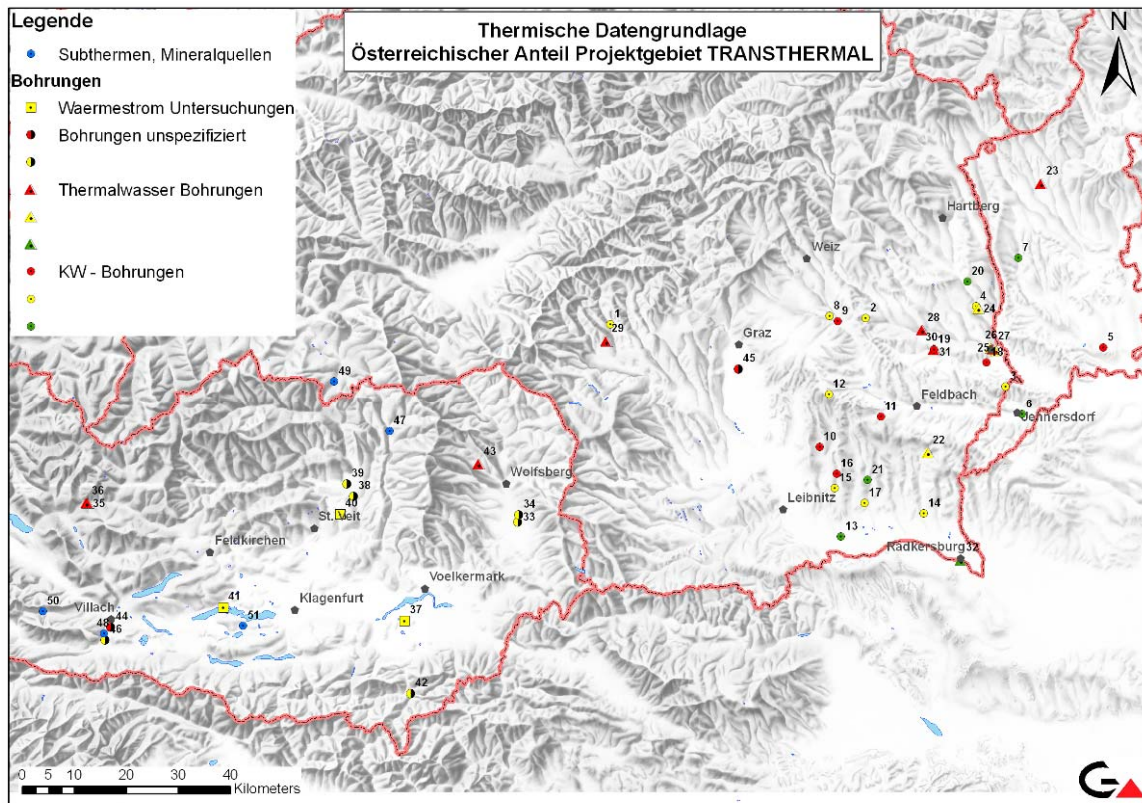 Legende
Subthermen, Mineralquellen
Bohrungen
Waermestrom Untersuchungen
Bohrungen unspezifiziert
Thermalwasser Bohrungen
KW - Bohrungen
Thermische Datengrundlage
Österreichischer Anteil Projektgebiet TRANSTHERMAL
N
23
Hartberg
Weiz
7
20
4
24
8
9
2
1
29
28
30 19
31
26 27
25 18
5
Graz
45
3
49
12
Feldbach
6
Jennersdorf
11
47
10
22
43
Wolfsberg
39
38
40
St. Veit
36
35
34
33
16
15
21
17
14
Leibnitz
13
Radkersburg 32
Feldkirchen
Voelkermark
50
Villach
44
48
46
41
51
Klagenfurt
37
42
0 5 10 20 30 40
Kilometers
G